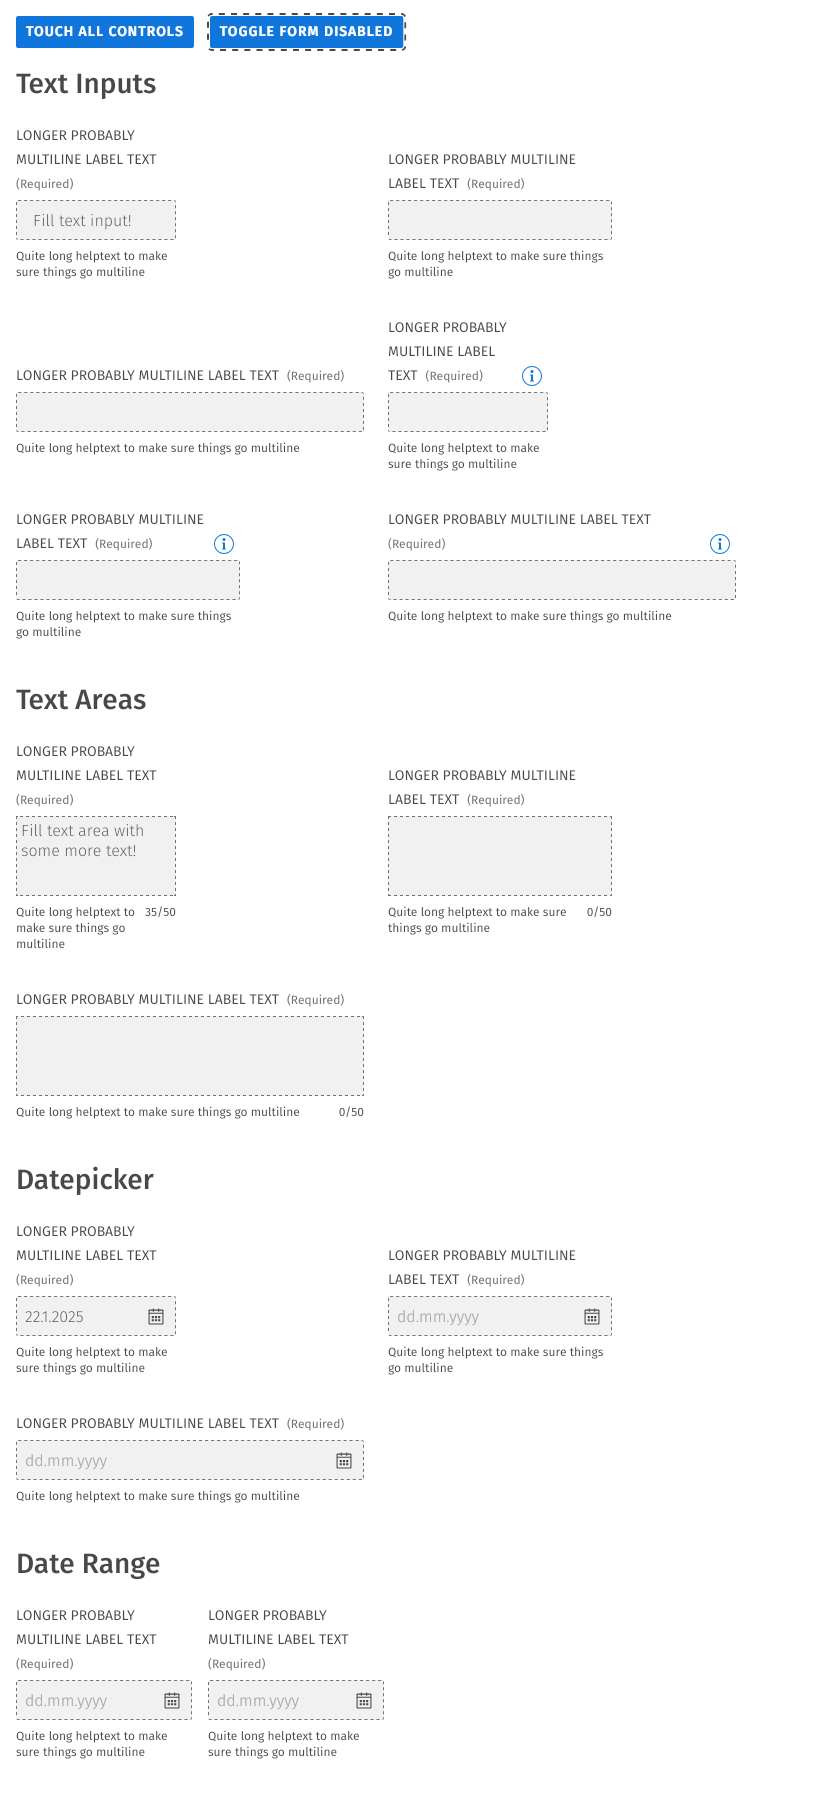 TOUCH ALL CONTROLS TOGGLE FORM DISABLED
Text Inputs
LONGER PROBABLY
MULTILINE LABEL TEXT
(Required)
Fill text input!
Quite long helptext to make
sure things go multiline
LONGER PROBABLY MULTILINE
LABEL TEXT (Required)
Quite long helptext to make sure things
go multiline
LONGER PROBABLY MULTILINE LABEL TEXT (Required)
Quite long helptext to make sure things go multiline
LONGER PROBABLY
MULTILINE LABEL
TEXT (Required)
Quite long helptext to make
sure things go multiline
LONGER PROBABLY MULTILINE
LABEL TEXT (Required)
Quite long helptext to make sure things
go multiline
LONGER PROBABLY MULTILINE LABEL TEXT
(Required)
Quite long helptext to make sure things go multiline
Text Areas
LONGER PROBABLY
MULTILINE LABEL TEXT
(Required)
Fill text area with
some more text!
Quite long helptext to 35/50
make sure things go
multiline
LONGER PROBABLY MULTILINE
LABEL TEXT (Required)
Quite long helptext to make sure 0/50
things go multiline
LONGER PROBABLY MULTILINE LABEL TEXT (Required)
Quite long helptext to make sure things go multiline 0/50
Datepicker
LONGER PROBABLY
MULTILINE LABEL TEXT
(Required)
22.1.2025
Quite long helptext to make
sure things go multiline
LONGER PROBABLY MULTILINE
LABEL TEXT (Required)
dd.mm.yyyy
Quite long helptext to make sure things
go multiline
LONGER PROBABLY MULTILINE LABEL TEXT (Required)
dd.mm.yyyy
Quite long helptext to make sure things go multiline
Date Range
LONGER PROBABLY
MULTILINE LABEL TEXT
(Required)
dd.mm.yyyy
Quite long helptext to make
sure things go multiline
LONGER PROBABLY
MULTILINE LABEL TEXT
(Required)
dd.mm.yyyy
Quite long helptext to make
sure things go multiline